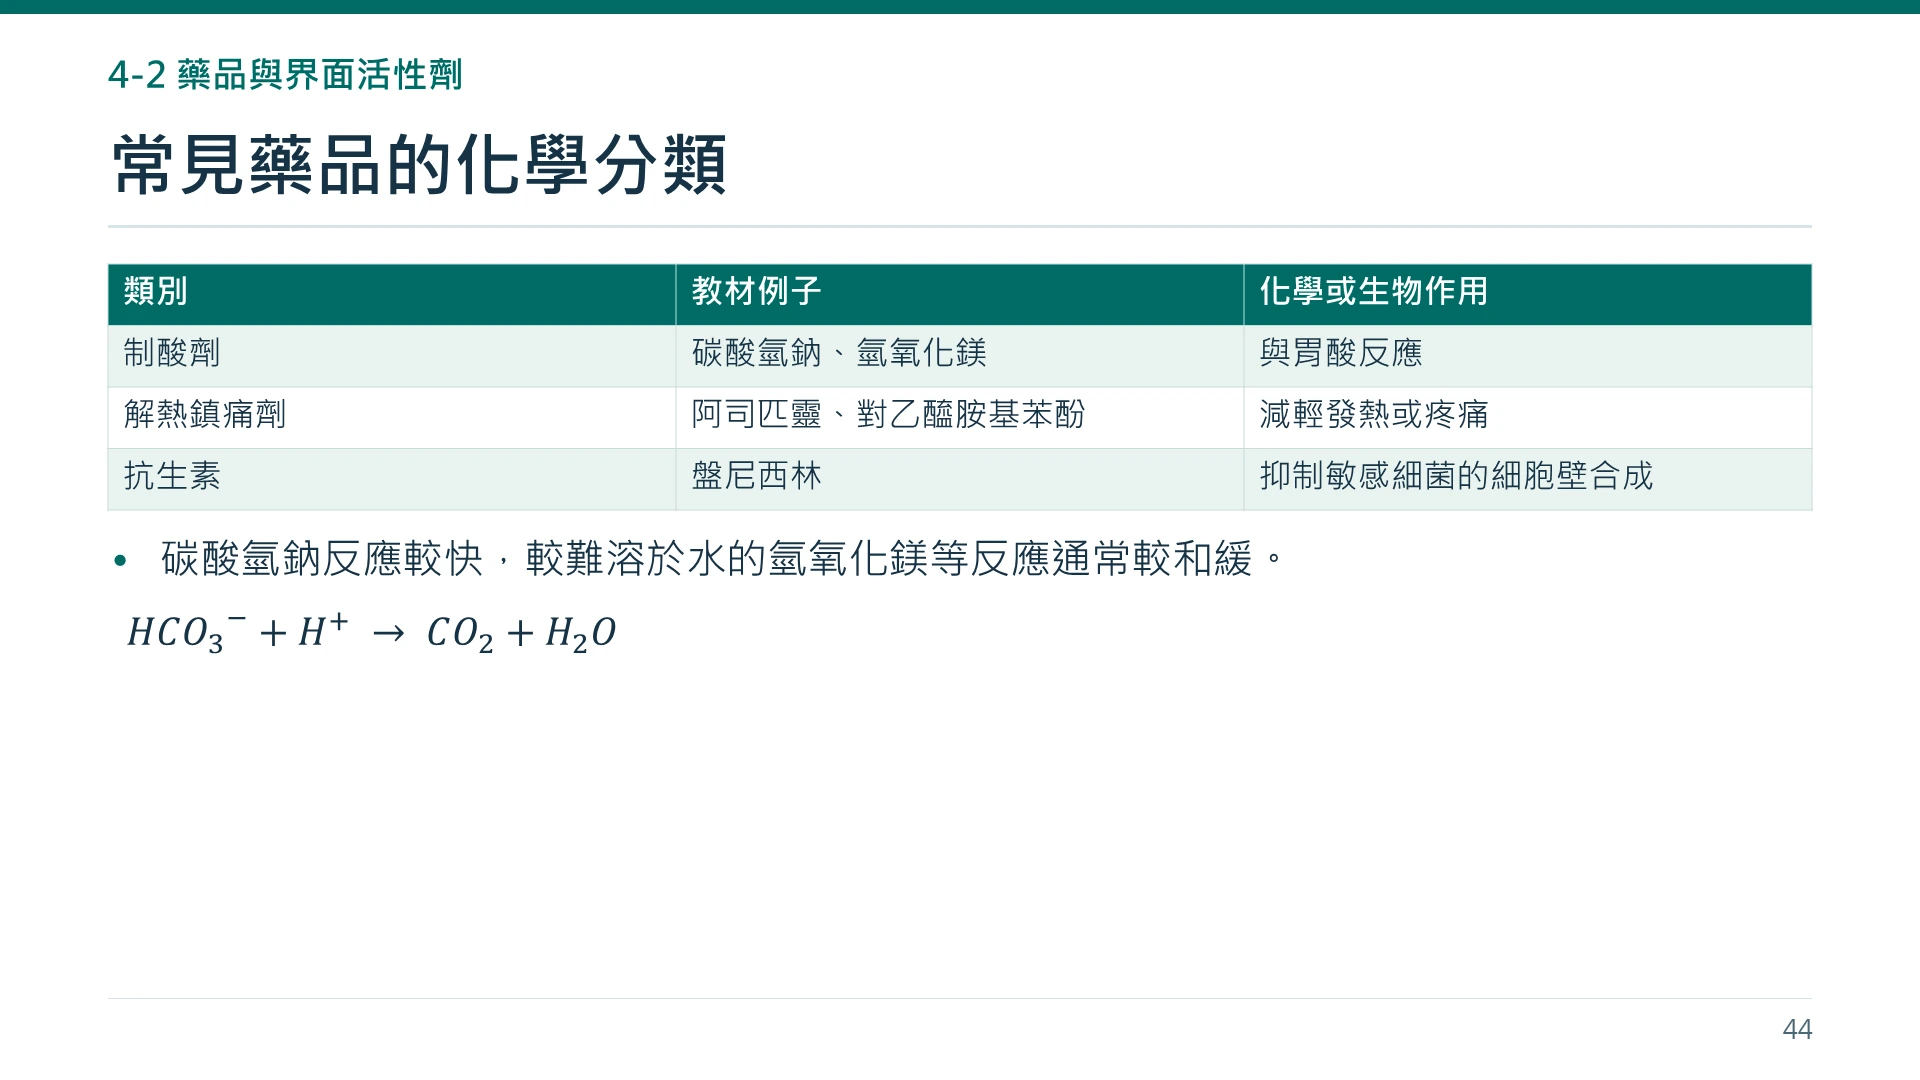 4-2 藥品與界面活性劑
常見藥品的化學分類
類別 教材例子 化學或生物作用
制酸劑 碳酸氫鈉、氫氧化鎂 與胃酸反應
解熱鎮痛劑 阿司匹靈、對乙醯胺基苯酚 減輕發熱或疼痛
抗生素 盤尼西林 抑制敏感細菌的細胞壁合成
• 碳酸氫鈉反應較快，較難溶於水的氫氧化鎂等反應通常較和緩。
HCO₃⁻ + H⁺ → CO₂ + H₂O
44